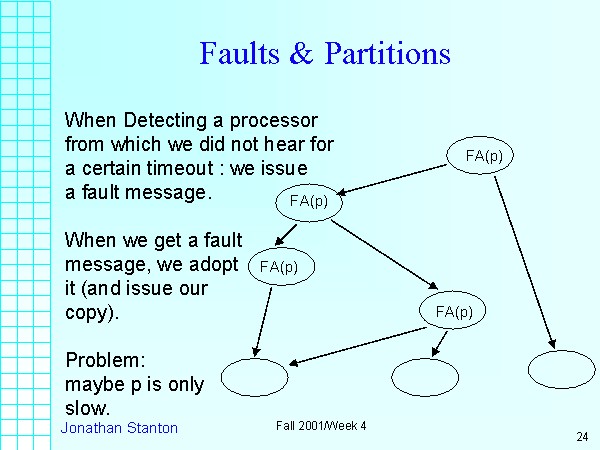 Faults & Partitions
When Detecting a processor
from which we did not hear for
a certain timeout : we issue
a fault message.
When we get a fault
message, we adopt
it (and issue our
copy).
Problem:
maybe p is only
slow.
FA(p)
FA(p)
FA(p)
FA(p)
Jonathan Stanton
Fall 2001/Week 4
24